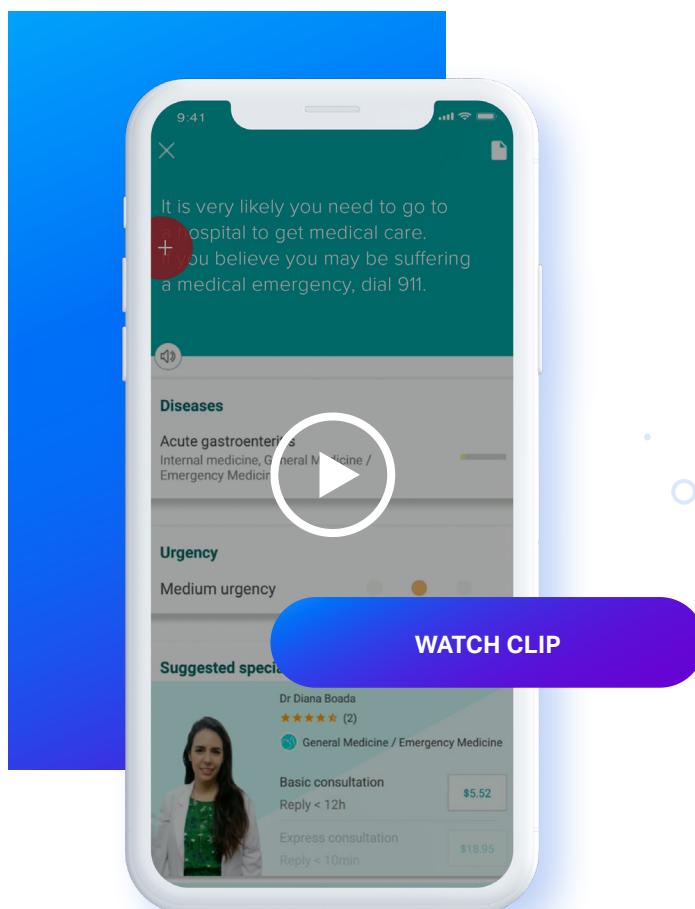 9:41
It is very likely you need to go to
a hospital to get medical care.
If you believe you may be suffering
a medical emergency, dial 911.
Diseases
Acute gastroenteritis
Internal medicine, General Medicine /
Emergency Medicine
Urgency
Medium urgency
WATCH CLIP
Suggested
Dr Diana Boada
(2)
General Medicine / Emergency Medicine
Basic consultation
$5.52
Reply < 12h
Express consultation
$18.95
Reply < 10min